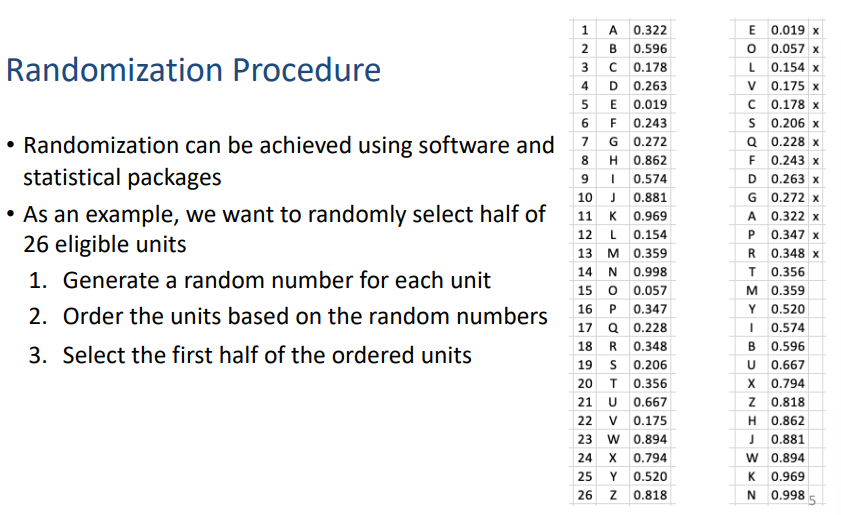 Randomization Procedure
• Randomization can be achieved using software and
statistical packages
• As an example, we want to randomly select half of
26 eligible units
1. Generate a random number for each unit
2. Order the units based on the random numbers
3. Select the first half of the ordered units
1 A 0.322
2 B 0.596
3 C 0.178
4 D 0.263
5 E 0.019
6 F 0.243
7 G 0.272
8 H 0.862
9 I 0.574
10 J 0.881
11 K 0.969
12 L 0.154
13 M 0.359
14 N 0.998
15 O 0.057
16 P 0.347
17 Q 0.228
18 R 0.348
19 S 0.206
20 T 0.356
21 U 0.667
22 V 0.175
23 W 0.894
24 X 0.794
25 Y 0.520
26 Z 0.818
E 0.019 x
O 0.057 x
L 0.154 x
V 0.175 x
C 0.178 x
S 0.206 x
Q 0.228 x
F 0.243 x
D 0.263 x
G 0.272 x
A 0.322 x
P 0.347 x
R 0.348 x
T 0.356
M 0.359
Y 0.520
I 0.574
B 0.596
U 0.667
X 0.794
Z 0.818
H 0.862
J 0.881
W 0.894
K 0.969
N 0.998
5